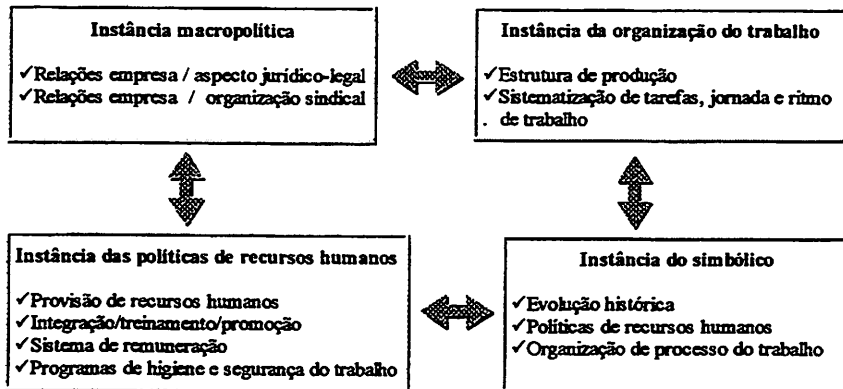 Instância macropolítica
✓Relações empresa / aspecto jurídico-legal
✓Relações empresa / organização sindical
Instância da organização do trabalho
✓Estrutura de produção
✓Sistematização de tarefas, jornada e ritmo
. de trabalho
Instância das políticas de recursos humanos
✓Provisão de recursos humanos
✓Integração/treinamento/promoção
✓Sistema de remuneração
✓Programas de higiene e segurança do trabalho
Instância do simbólico
✓Evolução histórica
✓Políticas de recursos humanos
✓Organização de processo do trabalho